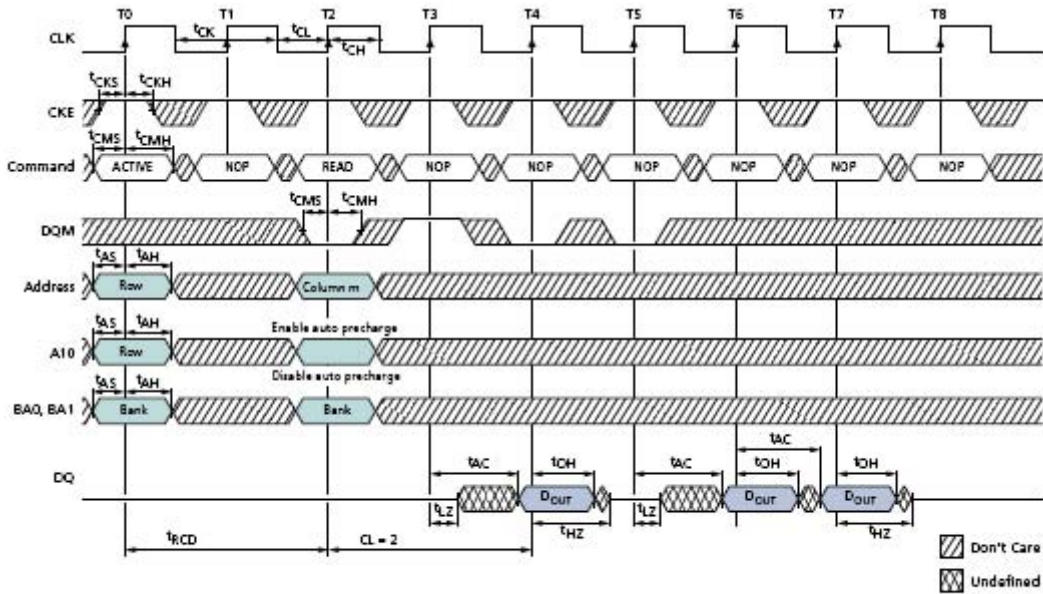 T0 T1 T2 T3 T4 T5 T6 T7 T8
CLK
tCK tCL
tCH
tCKS tCKH
CKE
tCMS tCMH
Command ACTIVE NOP READ NOP NOP NOP NOP NOP NOP
tCMS tCMH
DQM
tAS tAH
Address Row Column m
tAS tAH Enable auto precharge
A10 Row
tAS tAH Disable auto precharge
BA0, BA1 Bank Bank
tAC tOH tAC tAC tOH tOH
DQ DOUT DOUT DOUT
tLZ tHZ tLZ tHZ
tRCD CL = 2
Don't Care
Undefined